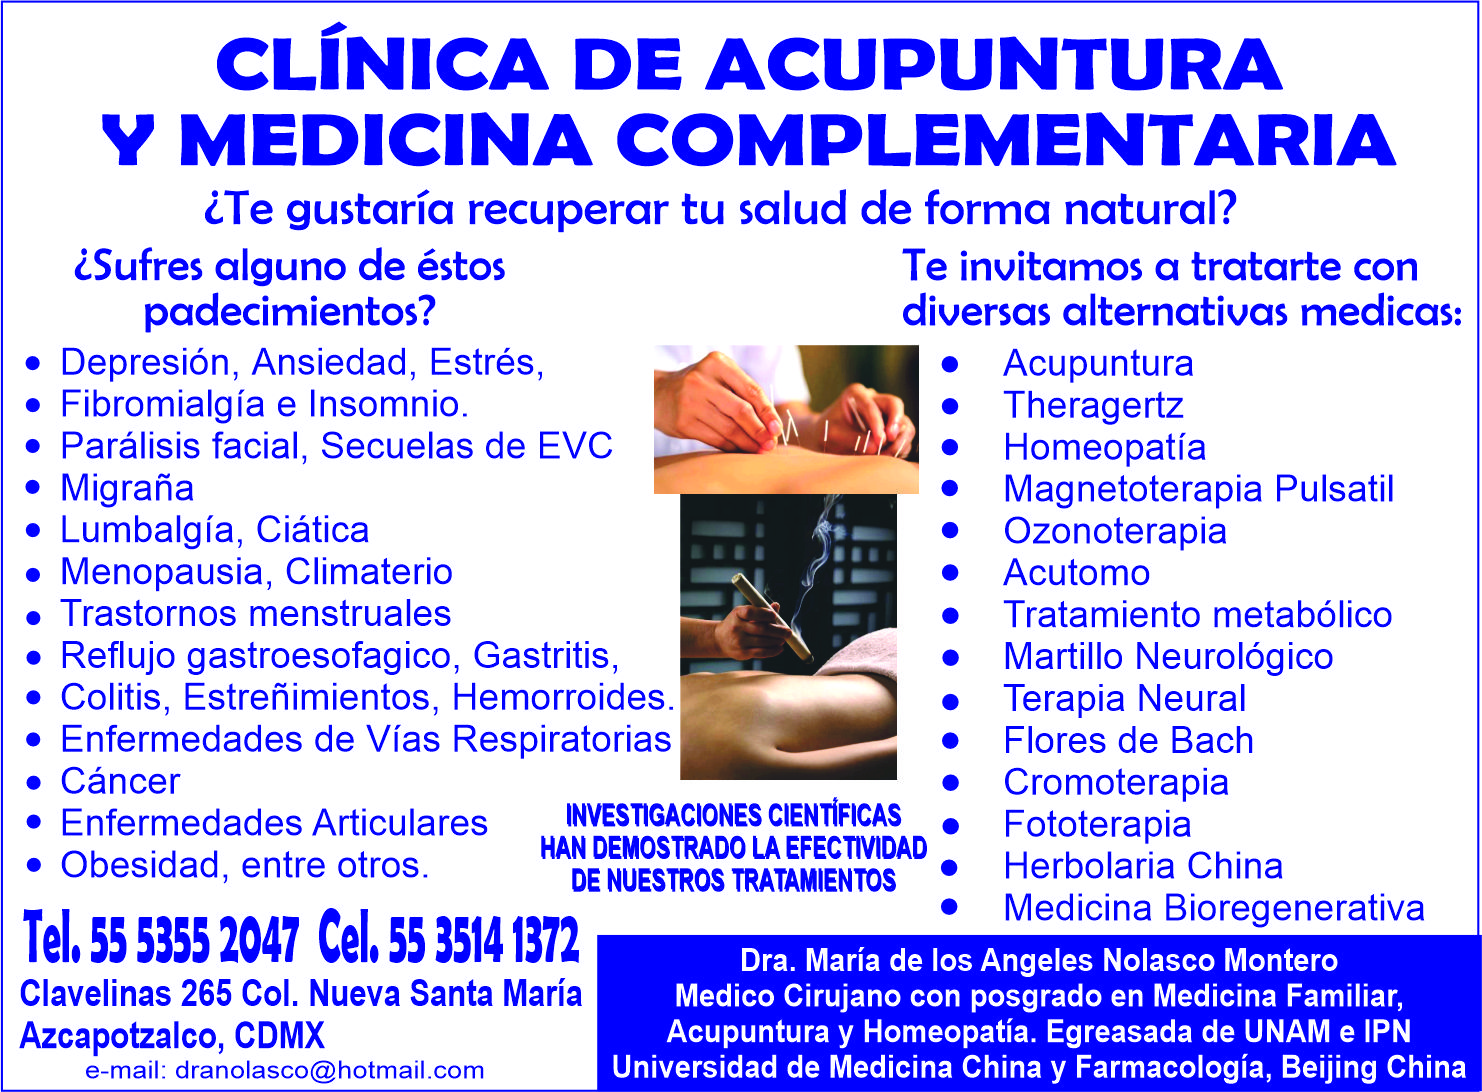 CLÍNICA DE ACUPUNTURA
Y MEDICINA COMPLEMENTARIA
¿Te gustaría recuperar tu salud de forma natural?
¿Sufres alguno de éstos
padecimientos?
• Depresión, Ansiedad, Estrés,
• Fibromialgía e Insomnio.
• Parálisis facial, Secuelas de EVC
• Migraña
• Lumbalgía, Ciática
• Menopausia, Climaterio
• Trastornos menstruales
• Reflujo gastroesofagico, Gastritis,
• Colitis, Estreñimientos, Hemorroides.
• Enfermedades de Vías Respiratorias
• Cáncer
• Enfermedades Articulares
• Obesidad, entre otros.
Te invitamos a tratarte con
diversas alternativas medicas:
• Acupuntura
• Theragertz
• Homeopatía
• Magnetoterapia Pulsatil
• Ozonoterapia
• Acutomo
• Tratamiento metabólico
• Martillo Neurológico
• Terapia Neural
• Flores de Bach
• Cromoterapia
• Fototerapia
• Herbolaria China
• Medicina Bioregenerativa
INVESTIGACIONES CIENTÍFICAS
HAN DEMOSTRADO LA EFECTIVIDAD
DE NUESTROS TRATAMIENTOS
Tel. 55 5355 2047 Cel. 55 3514 1372
Clavelinas 265 Col. Nueva Santa María
Azcapotzalco, CDMX
e-mail: dranolasco@hotmail.com
Dra. María de los Angeles Nolasco Montero
Medico Cirujano con posgrado en Medicina Familiar,
Acupuntura y Homeopatía. Egreasada de UNAM e IPN
Universidad de Medicina China y Farmacología, Beijing China